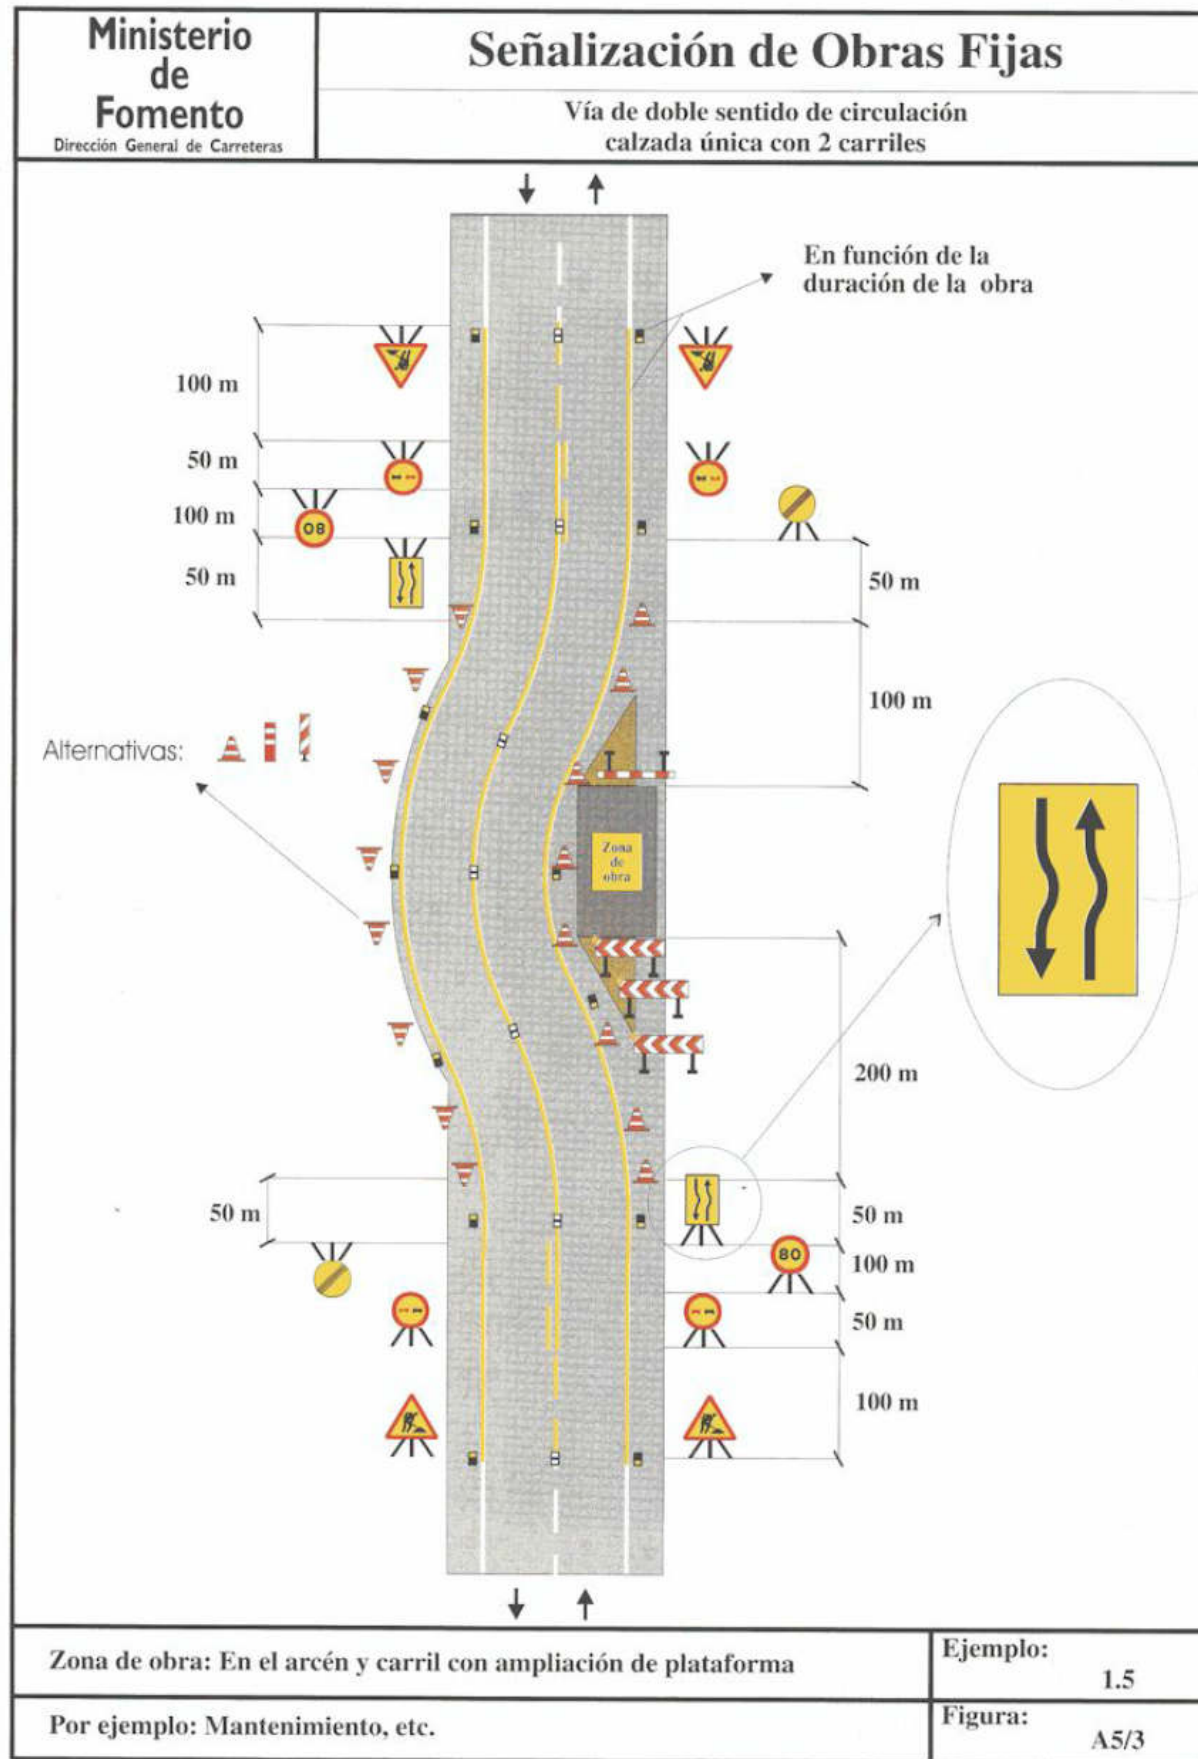 Ministerio
de
Fomento
Dirección General de Carreteras
Señalización de Obras Fijas
Vía de doble sentido de circulación
calzada única con 2 carriles
En función de la
duración de la obra
100 m
50 m
100 m
80
50 m
50 m
100 m
Alternativas:
Zona
de
obra
200 m
50 m
50 m
80
100 m
50 m
100 m
Zona de obra: En el arcén y carril con ampliación de plataforma
Ejemplo:
1.5
Por ejemplo: Mantenimiento, etc.
Figura:
A5/3